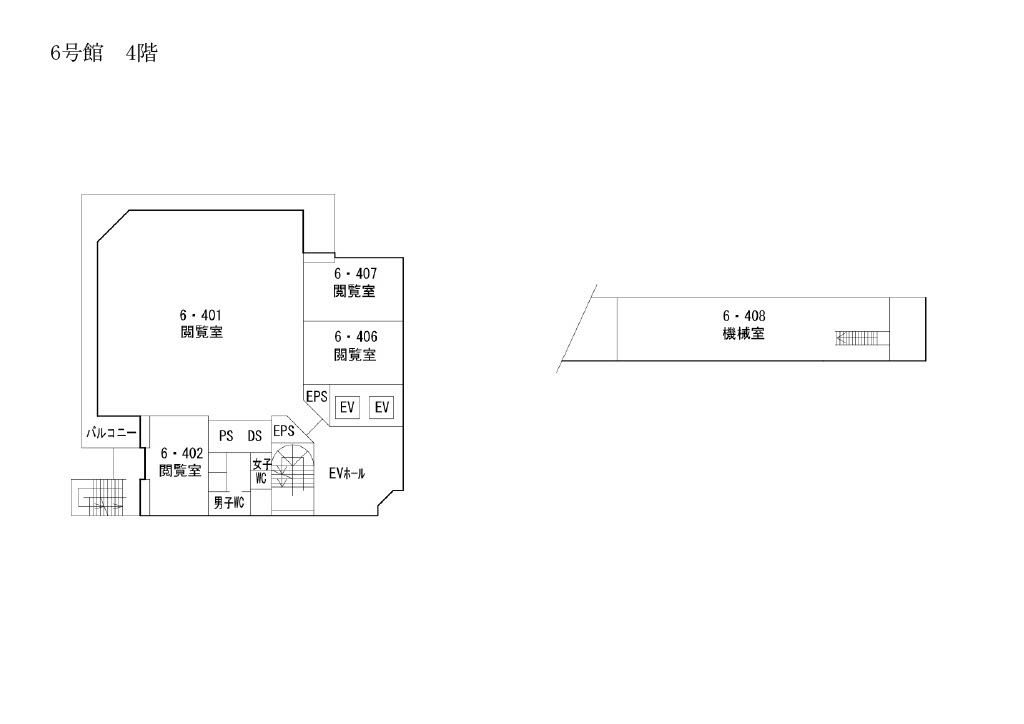 6号館　4階
6・407
閲覧室
6・401
閲覧室
6・406
閲覧室
6・408
機械室
EPS
EV
EV
バルコニー
PS
DS
EPS
6・402
閲覧室
女子
WC
EVホール
男子WC